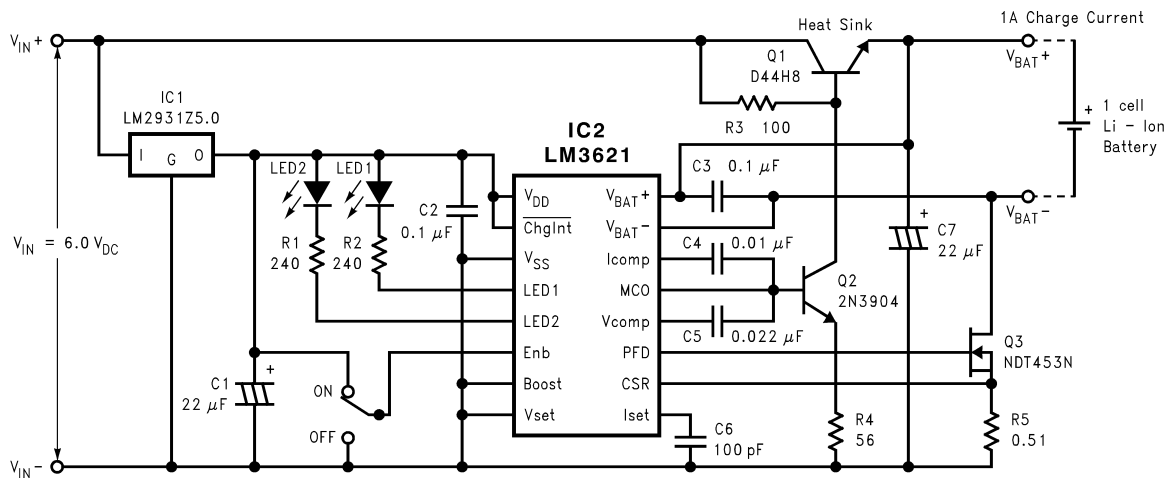 Heat Sink
1A Charge Current
V_IN+
Q1
D44H8
V_BAT+
IC1
LM2931Z5.0
R3 100
+
1 cell
Li – Ion
Battery
I G O
IC2
LM3621
LED2
LED1
C3 0.1 µF
V_DD
V_BAT+
V_BAT-
C2
0.1 µF
ChgInt
V_BAT-
+
C7
22 µF
V_IN = 6.0 V_DC
R1
240
R2
240
C4 0.01 µF
V_SS
Icomp
LED1
MCO
Q2
2N3904
LED2
Vcomp
C5 0.022 µF
Q3
NDT453N
Enb
PFD
+
C1
22 µF
ON
Boost
CSR
Vset
Iset
OFF
C6
100 pF
R4
56
R5
0.51
V_IN-